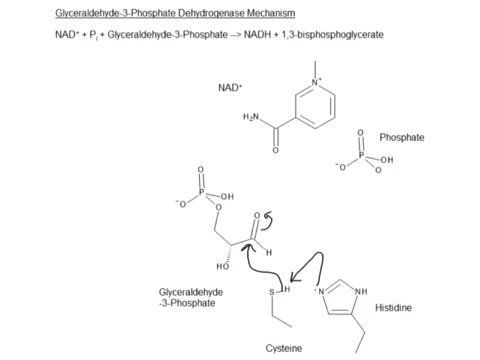 Glyceraldehyde-3-Phosphate Dehydrogenase Mechanism
NAD⁺ + Pᵢ + Glyceraldehyde-3-Phosphate --> NADH + 1,3-bisphosphoglycerate
NAD⁺
N⁺
H₂N
O
Phosphate
O
P
OH
⁻O
O
O
P
OH
⁻O
O
O
H
HO
Glyceraldehyde
-3-Phosphate
S
H
N
NH
Histidine
Cysteine